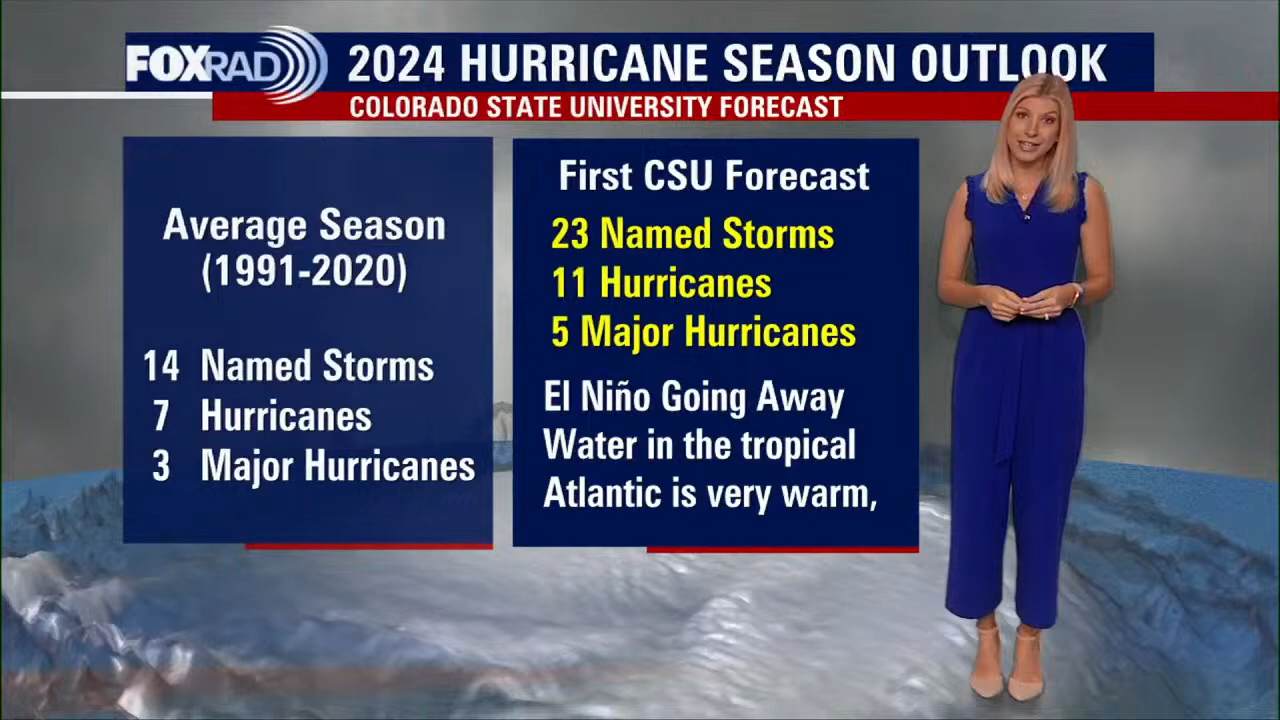 FOXRAD
2024 HURRICANE SEASON OUTLOOK
COLORADO STATE UNIVERSITY FORECAST
Average Season
(1991-2020)
14 Named Storms
7 Hurricanes
3 Major Hurricanes
First CSU Forecast
23 Named Storms
11 Hurricanes
5 Major Hurricanes
El Niño Going Away
Water in the tropical
Atlantic is very warm,